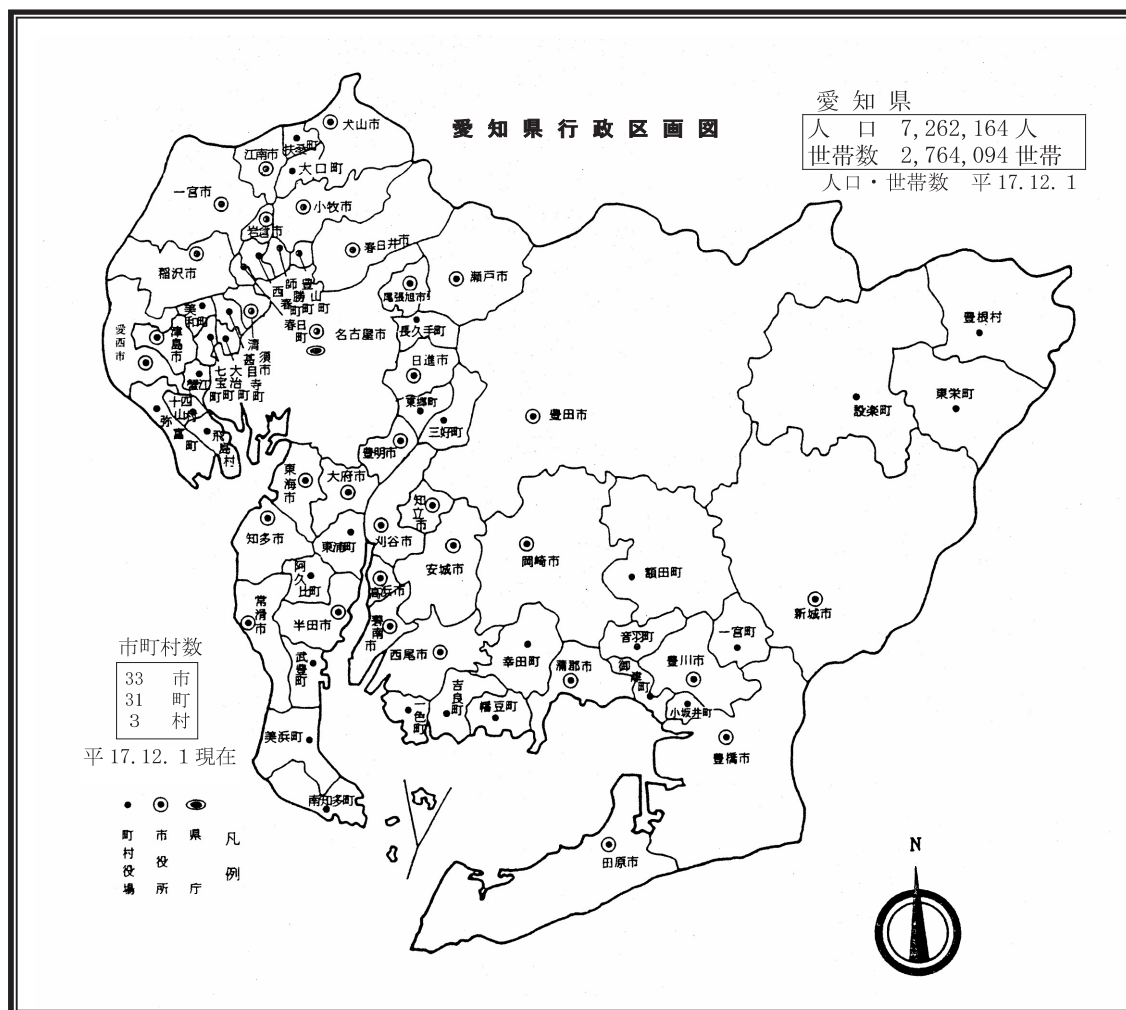 愛知県行政区画図
愛知県
人口 7,262,164人
世帯数 2,764,094世帯
人口・世帯数 平17.12.1
犬山市
扶桑町
江南市
大口町
一宮市
小牧市
岩倉市
春日井市
稲沢市
瀬戸市
豊山町
師勝町
西春町
春日町
尾張旭市
名古屋市
長久手町
美和町
清須市
甚目寺町
大治町
七宝町
津島市
愛西市
蟹江町
十四山村
弥富町
飛島村
日進市
東郷町
三好町
豊明市
豊田市
豊根村
東栄町
設楽町
東海市
大府市
知立市
知多市
東浦町
刈谷市
安城市
岡崎市
額田町
阿久比町
高浜市
新城市
常滑市
半田市
碧南市
西尾市
音羽町
一宮町
武豊町
幸田町
蒲郡市
御津町
豊川市
一色町
吉良町
幡豆町
小坂井町
豊橋市
美浜町
南知多町
田原市
市町村数
33 市
31 町
3 村
平17.12.1現在
凡例
県庁
市役所
町村役場
N